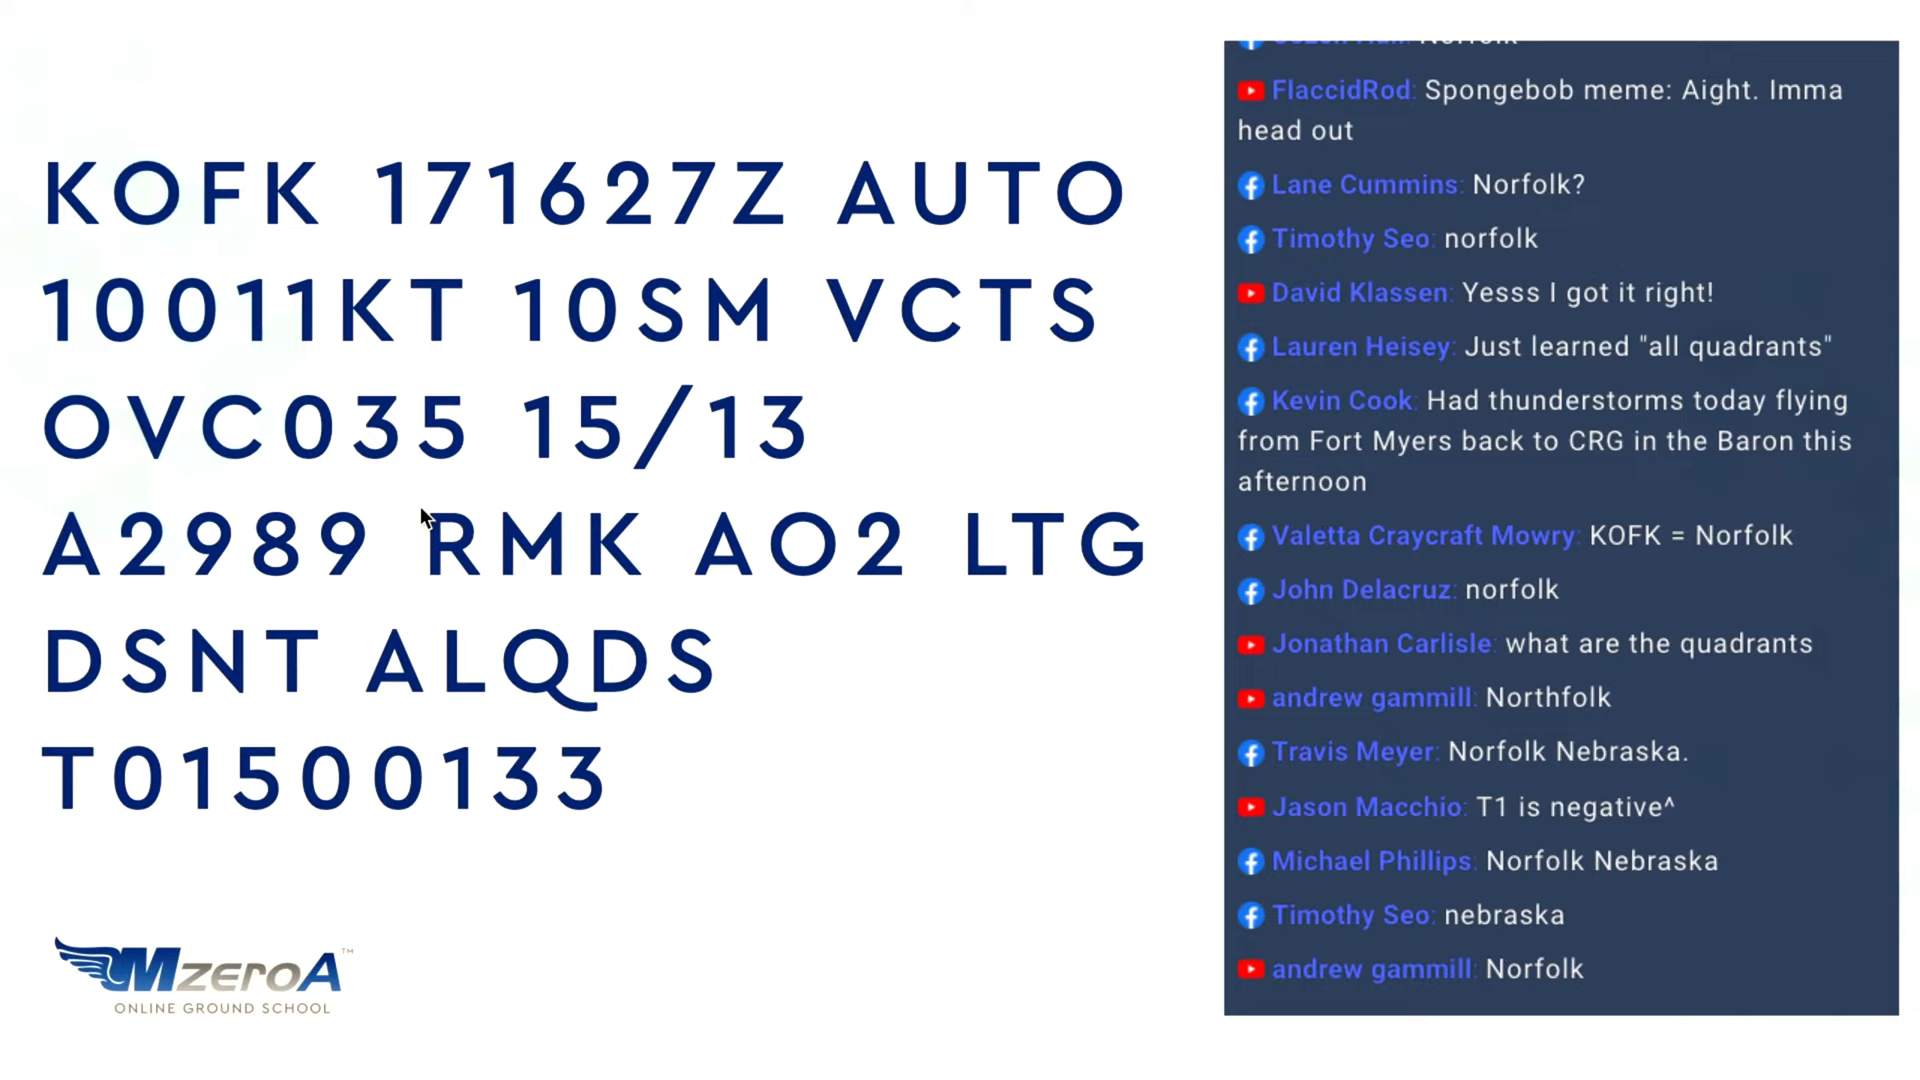 KOFK 171627Z AUTO
10011KT 10SM VCTS
OVC035 15/13
A2989 RMK AO2 LTG
DSNT ALQDS
T01500133
MzeroA™
ONLINE GROUND SCHOOL
Norfolk
FlaccidRod: Spongebob meme: Aight. Imma
head out
Lane Cummins: Norfolk?
Timothy Seo: norfolk
David Klassen: Yesss I got it right!
Lauren Heisey: Just learned "all quadrants"
Kevin Cook: Had thunderstorms today flying
from Fort Myers back to CRG in the Baron this
afternoon
Valetta Craycraft Mowry: KOFK = Norfolk
John Delacruz: norfolk
Jonathan Carlisle: what are the quadrants
andrew gammill: Northfolk
Travis Meyer: Norfolk Nebraska.
Jason Macchio: T1 is negative^
Michael Phillips: Norfolk Nebraska
Timothy Seo: nebraska
andrew gammill: Norfolk